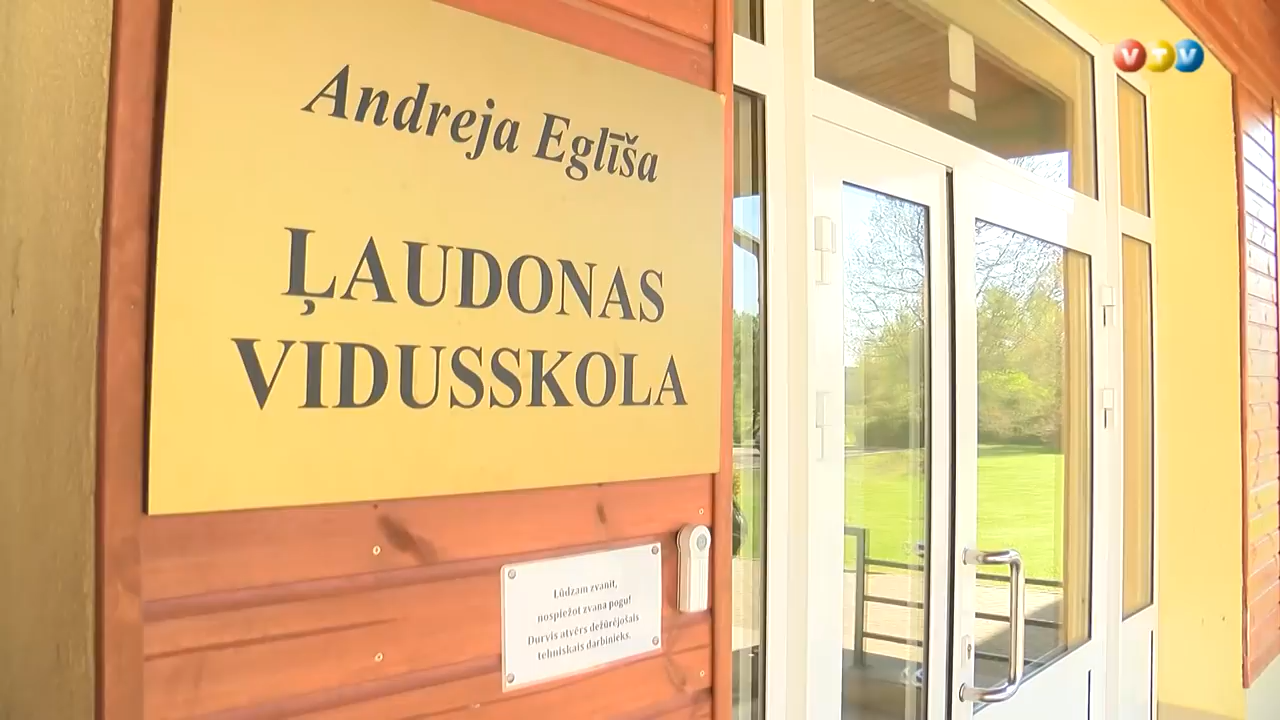 Andreja Eglīša
ĻAUDONAS
VIDUSSKOLA
Lūdzam zvanīt,
nospiežot zvana pogu!
Durvis atvērs dežūrējošais
tehniskais darbinieks.
VTV